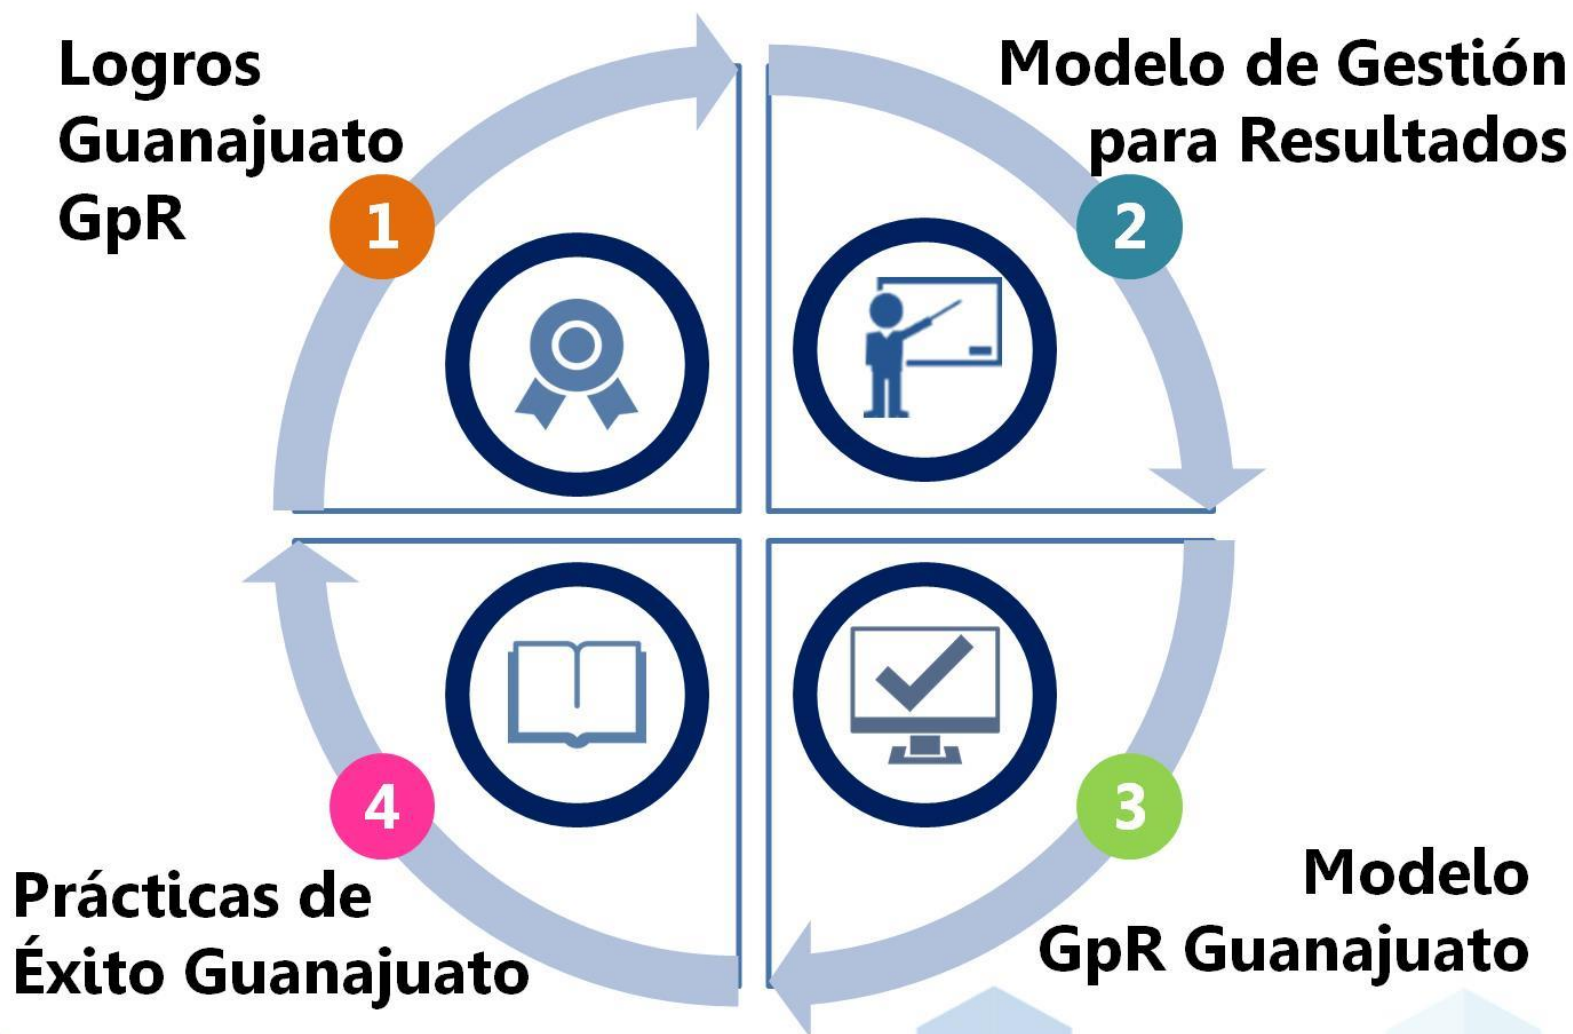 Logros
Guanajuato
GpR
1
Modelo de Gestión
para Resultados
2
3
Modelo
GpR Guanajuato
4
Prácticas de
Éxito Guanajuato